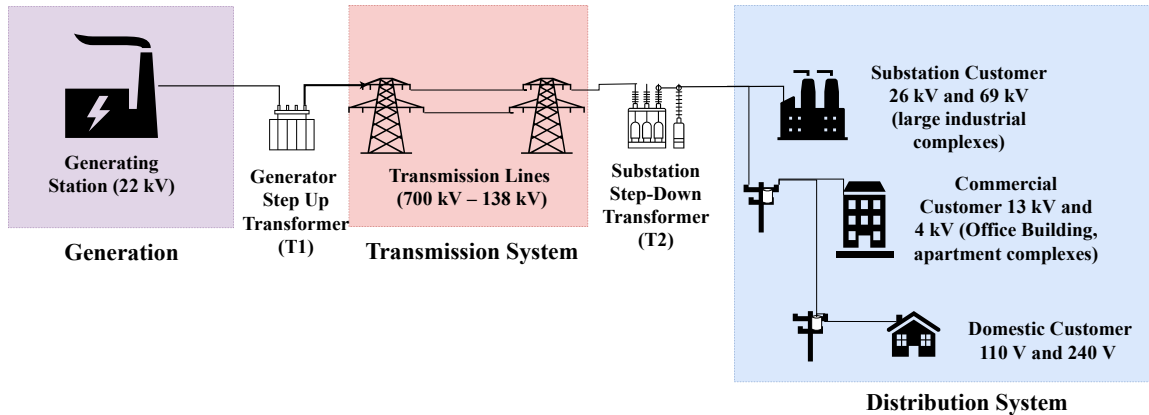 Generating
Station (22 kV)
Generation
Generator
Step Up
Transformer
(T1)
Transmission Lines
(700 kV – 138 kV)
Transmission System
Substation
Step-Down
Transformer
(T2)
Substation Customer
26 kV and 69 kV
(large industrial
complexes)
Commercial
Customer 13 kV and
4 kV (Office Building,
apartment complexes)
Domestic Customer
110 V and 240 V
Distribution System